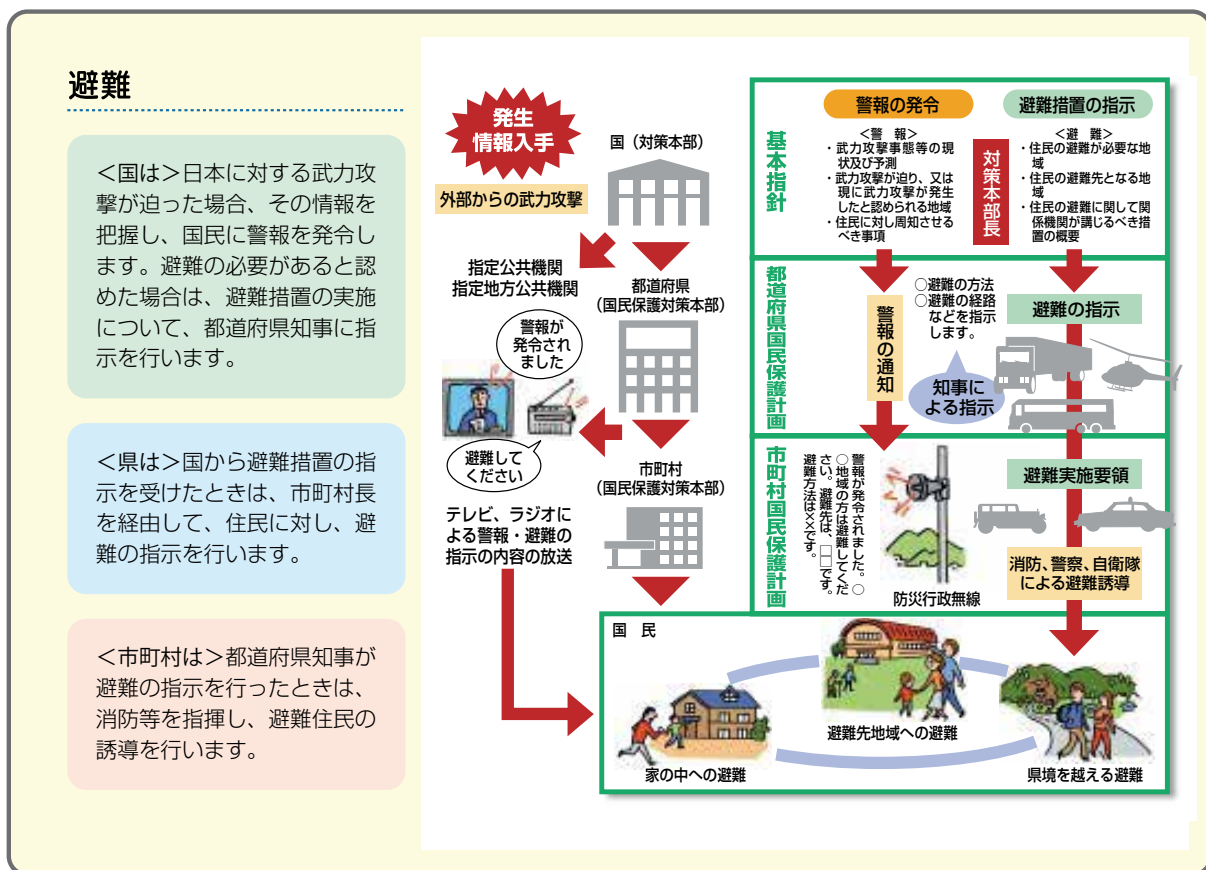 避難
＜国は＞日本に対する武力攻
撃が迫った場合、その情報を
把握し、国民に警報を発令し
ます。避難の必要があると認
めた場合は、避難措置の実施
について、都道府県知事に指
示を行います。
＜県は＞国から避難措置の指
示を受けたときは、市町村長
を経由して、住民に対し、避
難の指示を行います。
＜市町村は＞都道府県知事が
避難の指示を行ったときは、
消防等を指揮し、避難住民の
誘導を行います。
発生
情報入手
外部からの武力攻撃
国（対策本部）
指定公共機関
指定地方公共機関
都道府県
（国民保護対策本部）
警報が
発令され
ました
避難して
ください
テレビ、ラジオに
よる警報・避難の
指示の内容の放送
市町村
（国民保護対策本部）
基本指針
警報の発令
＜警 報＞
・武力攻撃事態等の現
状及び予測
・武力攻撃が迫り、又は
現に武力攻撃が発生
したと認められる地域
・住民に対し周知させる
べき事項
対策本部長
避難措置の指示
＜避 難＞
・住民の避難が必要な地
域
・住民の避難先となる地
域
・住民の避難に関して関
係機関が講じるべき措
置の概要
都道府県国民保護計画
警報の通知
○避難の方法
○避難の経路
などを指示
します。
知事に
よる指示
避難の指示
市町村国民保護計画
警報が発令されました。○
○地域の方は避難してくだ
さい。避難先は、□□です。
避難方法は××です。
防災行政無線
避難実施要領
消防、警察、自衛隊
による避難誘導
国 民
家の中への避難
避難先地域への避難
県境を越える避難